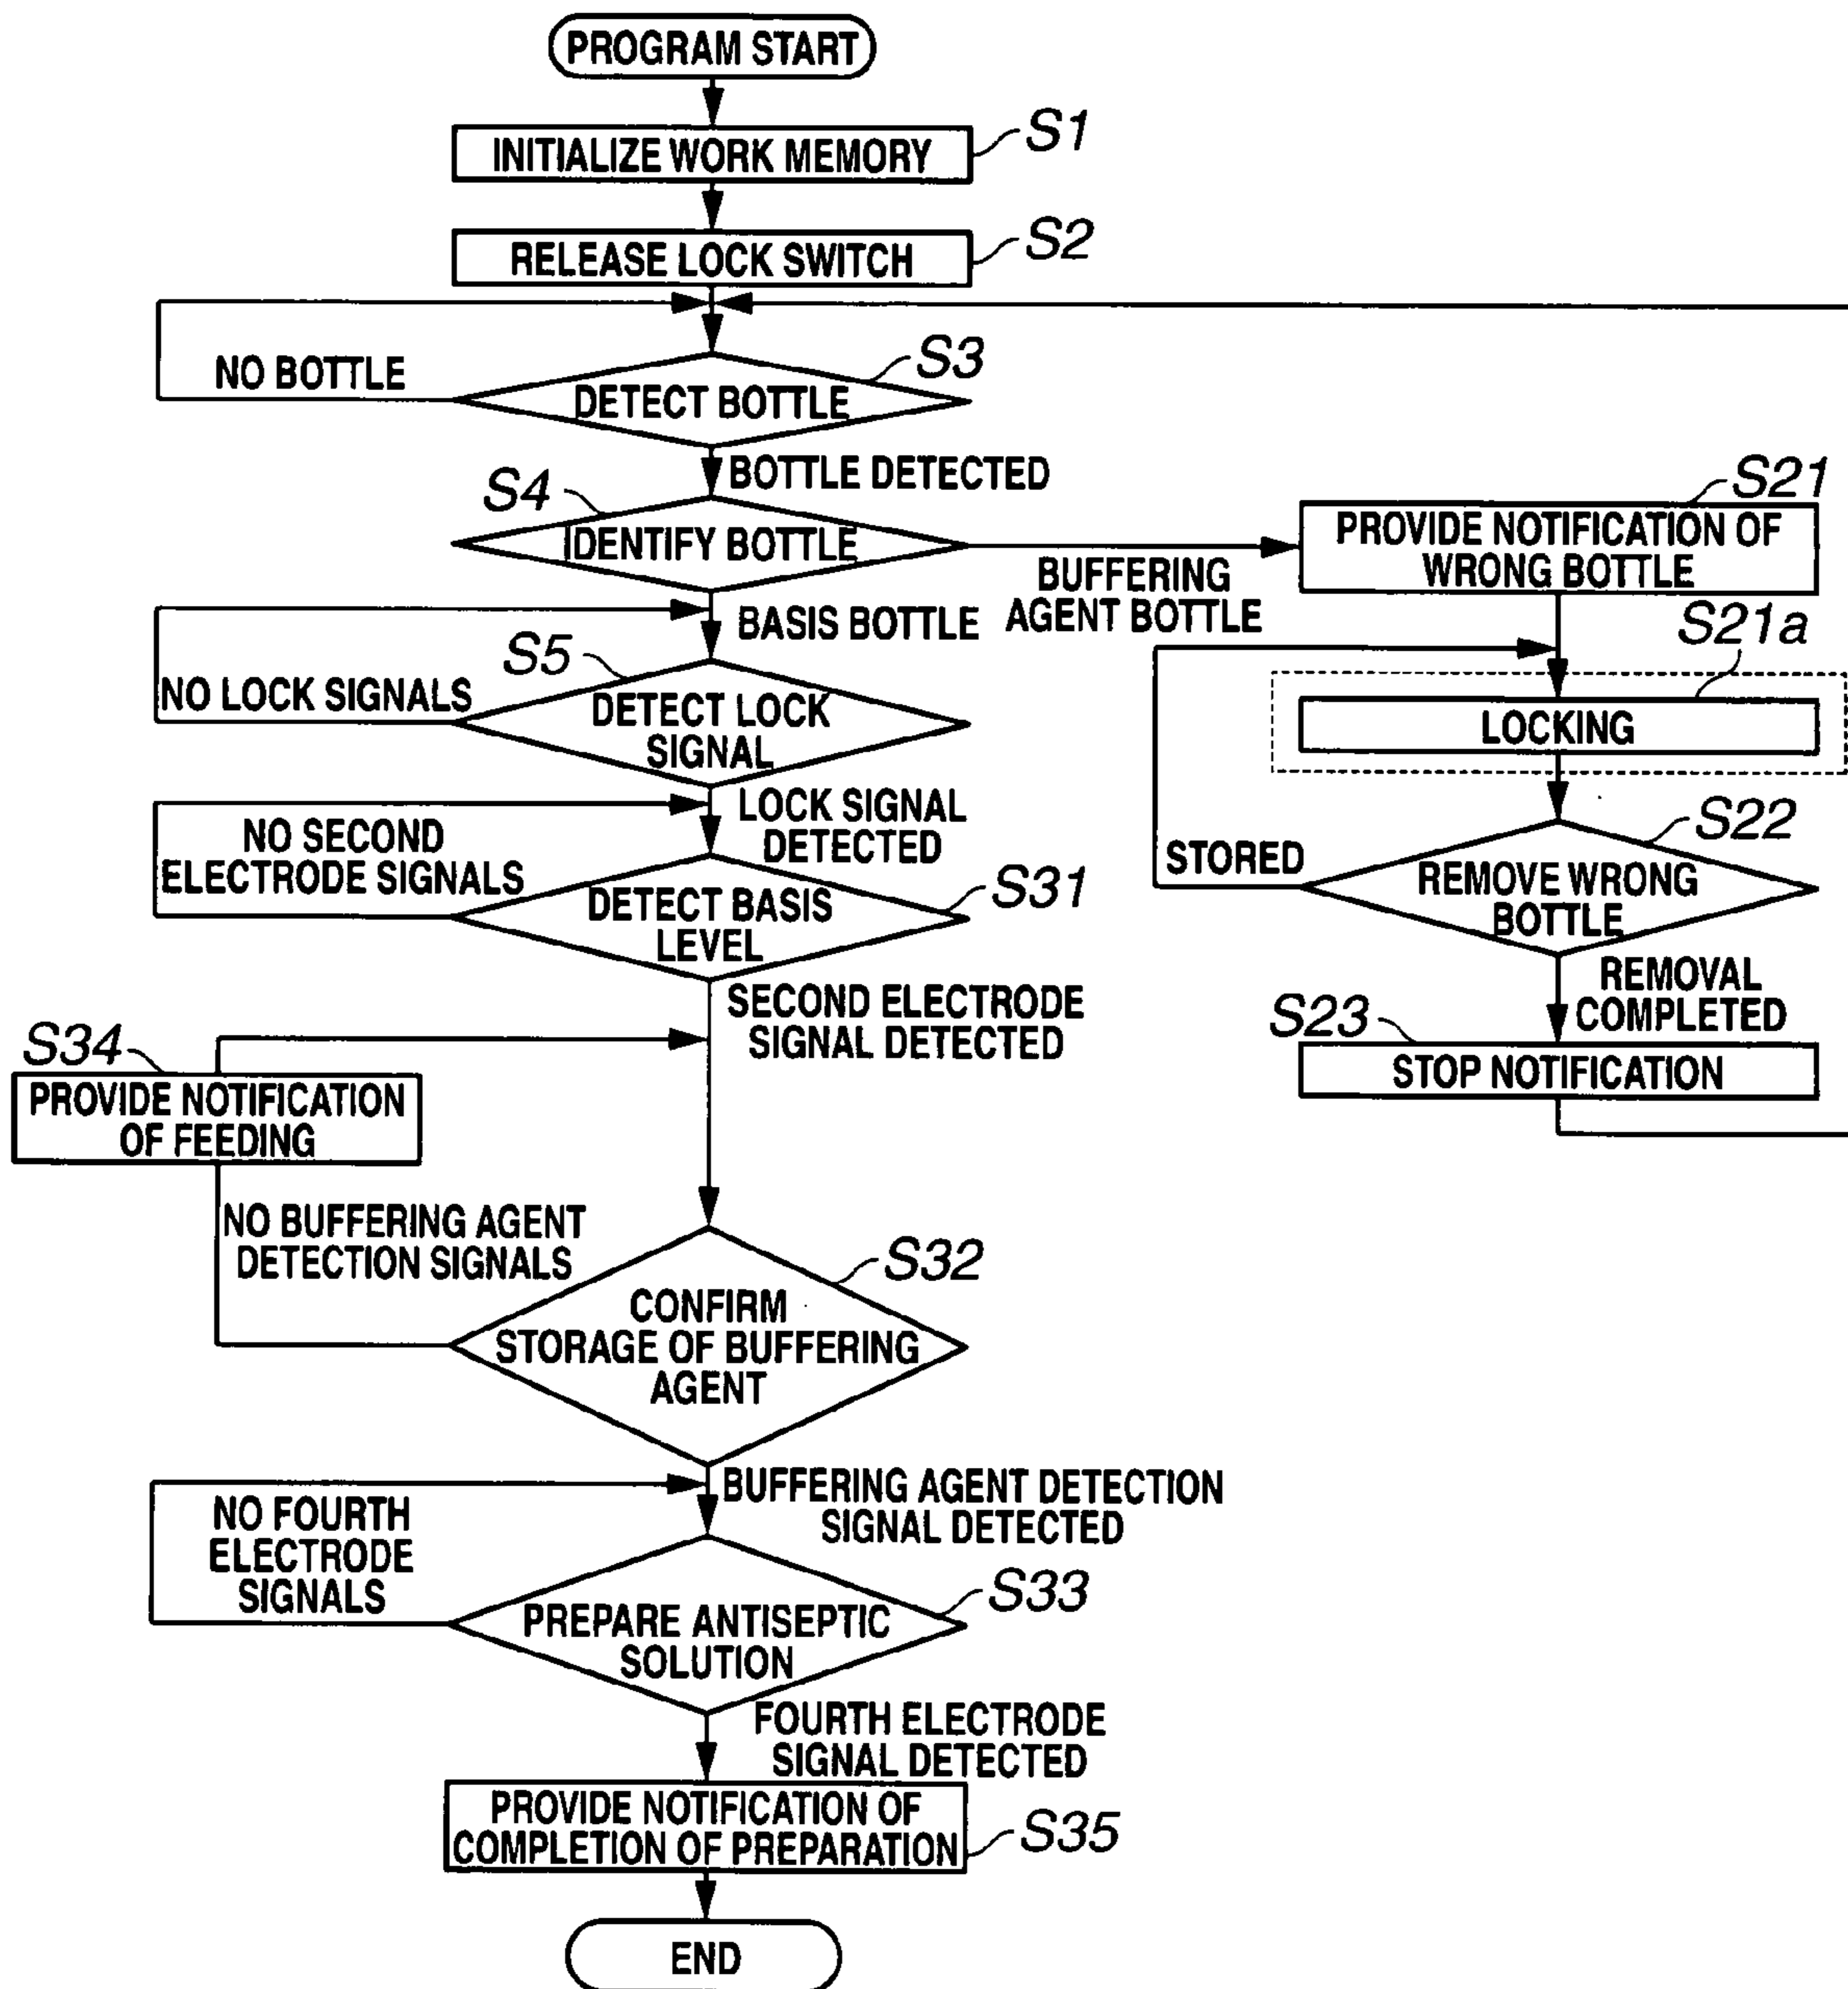 PROGRAM START
S1
INITIALIZE WORK MEMORY
S2
RELEASE LOCK SWITCH
NO BOTTLE
S3
DETECT BOTTLE
BOTTLE DETECTED
S4
IDENTIFY BOTTLE
BUFFERING
AGENT BOTTLE
S21
PROVIDE NOTIFICATION OF
WRONG BOTTLE
BASIS BOTTLE
S21a
LOCKING
NO LOCK SIGNALS
S5
DETECT LOCK
SIGNAL
LOCK SIGNAL
DETECTED
STORED
S22
REMOVE WRONG
BOTTLE
REMOVAL
COMPLETED
S23
STOP NOTIFICATION
NO SECOND
ELECTRODE SIGNALS
S31
DETECT BASIS
LEVEL
SECOND ELECTRODE
SIGNAL DETECTED
S34
PROVIDE NOTIFICATION
OF FEEDING
NO BUFFERING AGENT
DETECTION SIGNALS
S32
CONFIRM
STORAGE OF BUFFERING
AGENT
BUFFERING AGENT DETECTION
SIGNAL DETECTED
NO FOURTH
ELECTRODE
SIGNALS
S33
PREPARE ANTISEPTIC
SOLUTION
FOURTH ELECTRODE
SIGNAL DETECTED
PROVIDE NOTIFICATION OF
COMPLETION OF PREPARATION
S35
END